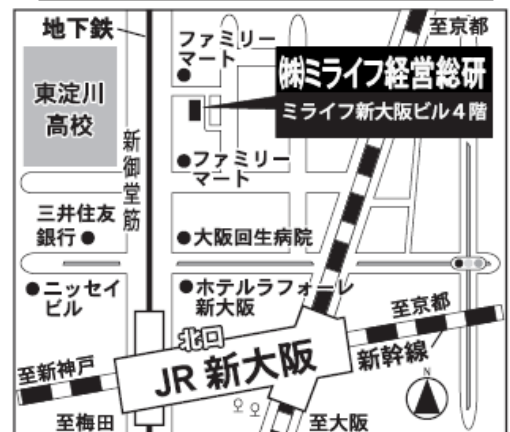 地下鉄
至京都
ファミリー
マート
㈱ミライフ経営総研
ミライフ新大阪ビル4階
東淀川
高校
新御堂筋
ファミリー
マート
三井住友
銀行
大阪回生病院
ニッセイ
ビル
ホテルラフォーレ
新大阪
至京都
北口
JR 新大阪
新幹線
至新神戸
N
至梅田
至大阪